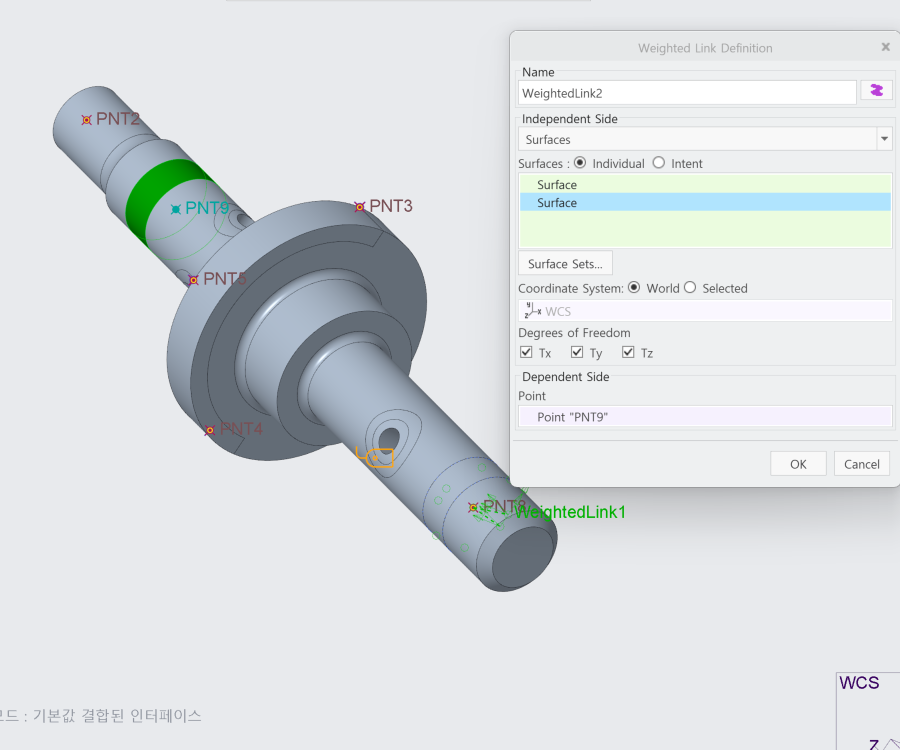 Weighted Link Definition
Name
WeightedLink2
Independent Side
Surfaces
Surfaces : Individual Intent
Surface
Surface
Surface Sets...
Coordinate System: World Selected
WCS
Degrees of Freedom
Tx Ty Tz
Dependent Side
Point
Point "PNT9"
OK Cancel
PNT2
PNT9
PNT3
PNT5
PNT4
WeightedLink1
: 기본값 결합된 인터페이스
WCS
Z